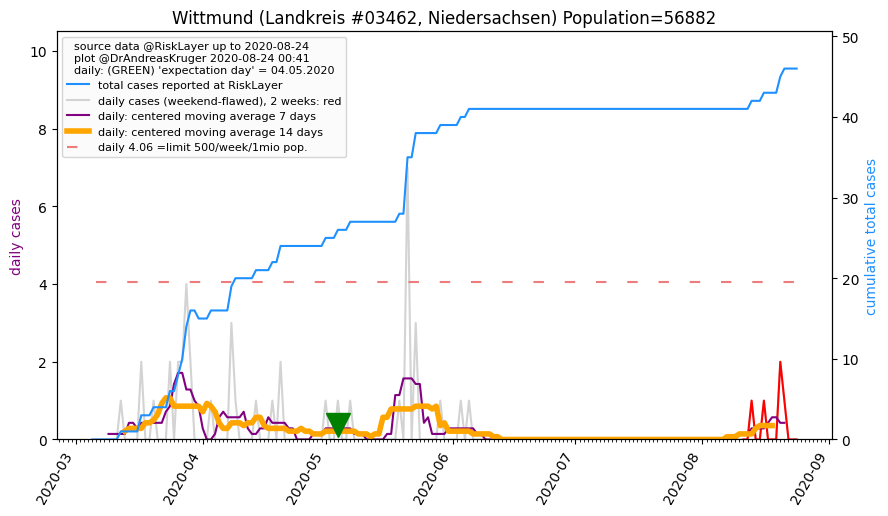 Wittmund (Landkreis #03462, Niedersachsen) Population=56882
source data @RiskLayer up to 2020-08-24
plot @DrAndreasKruger 2020-08-24 00:41
daily: (GREEN) 'expectation day' = 04.05.2020
total cases reported at RiskLayer
daily cases (weekend-flawed), 2 weeks: red
daily: centered moving average 7 days
daily: centered moving average 14 days
daily 4.06 =limit 500/week/1mio pop.
daily cases
10
8
6
4
2
0
cumulative total cases
50
40
30
20
10
0
2020-03
2020-04
2020-05
2020-06
2020-07
2020-08
2020-09